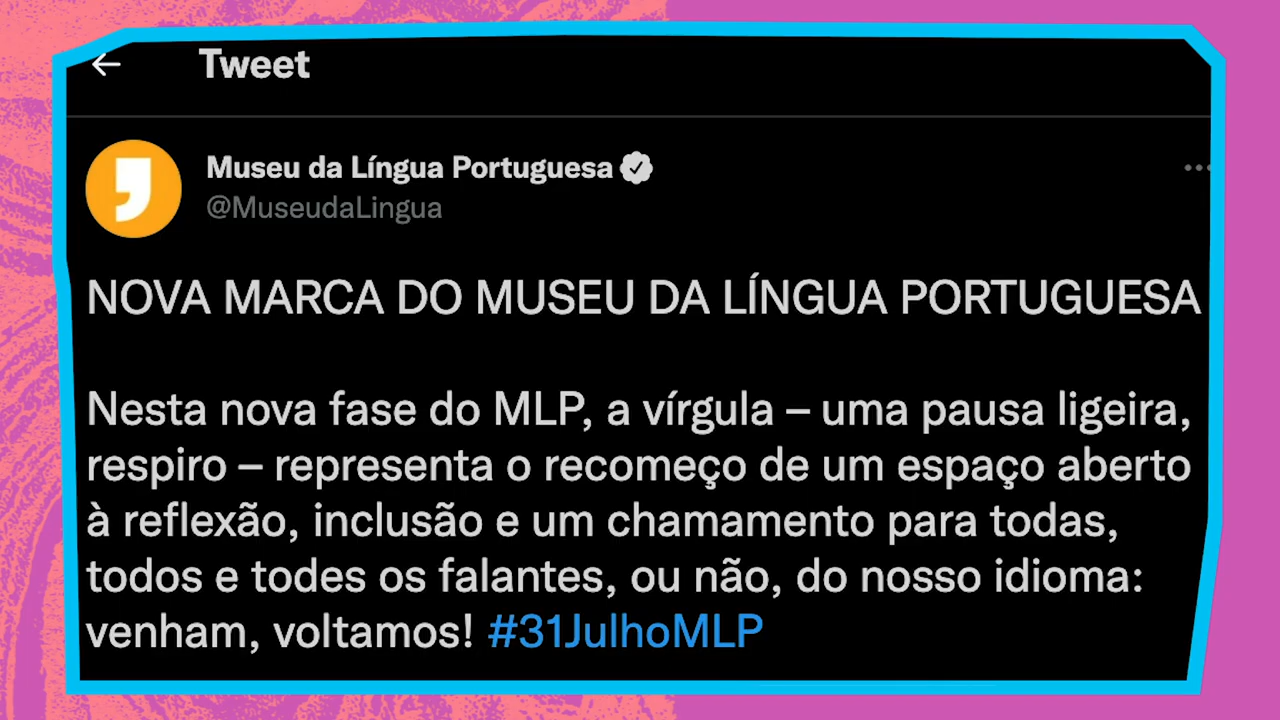 Tweet
Museu da Língua Portuguesa
@MuseudaLingua
NOVA MARCA DO MUSEU DA LÍNGUA PORTUGUESA
Nesta nova fase do MLP, a vírgula – uma pausa ligeira,
respiro – representa o recomeço de um espaço aberto
à reflexão, inclusão e um chamamento para todas,
todos e todes os falantes, ou não, do nosso idioma:
venham, voltamos! #31JulhoMLP